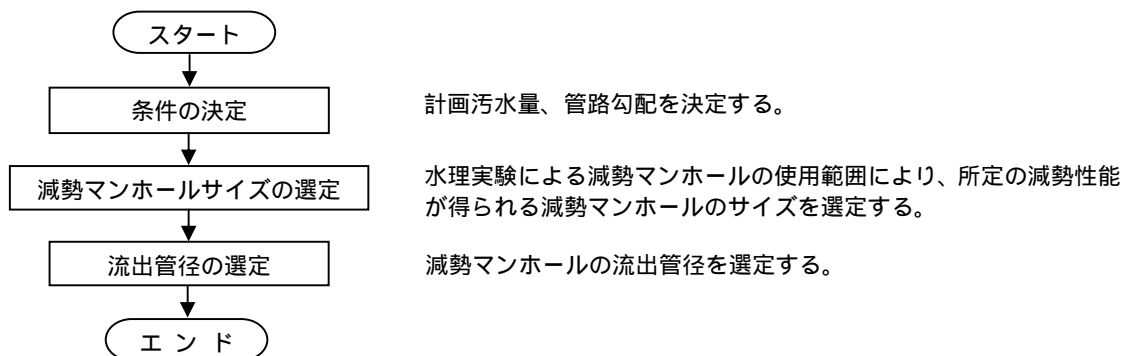 スタート
条件の決定
計画汚水量、管路勾配を決定する。
減勢マンホールサイズの選定
水理実験による減勢マンホールの使用範囲により、所定の減勢性能
が得られる減勢マンホールのサイズを選定する。
流出管径の選定
減勢マンホールの流出管径を選定する。
エ ン ド